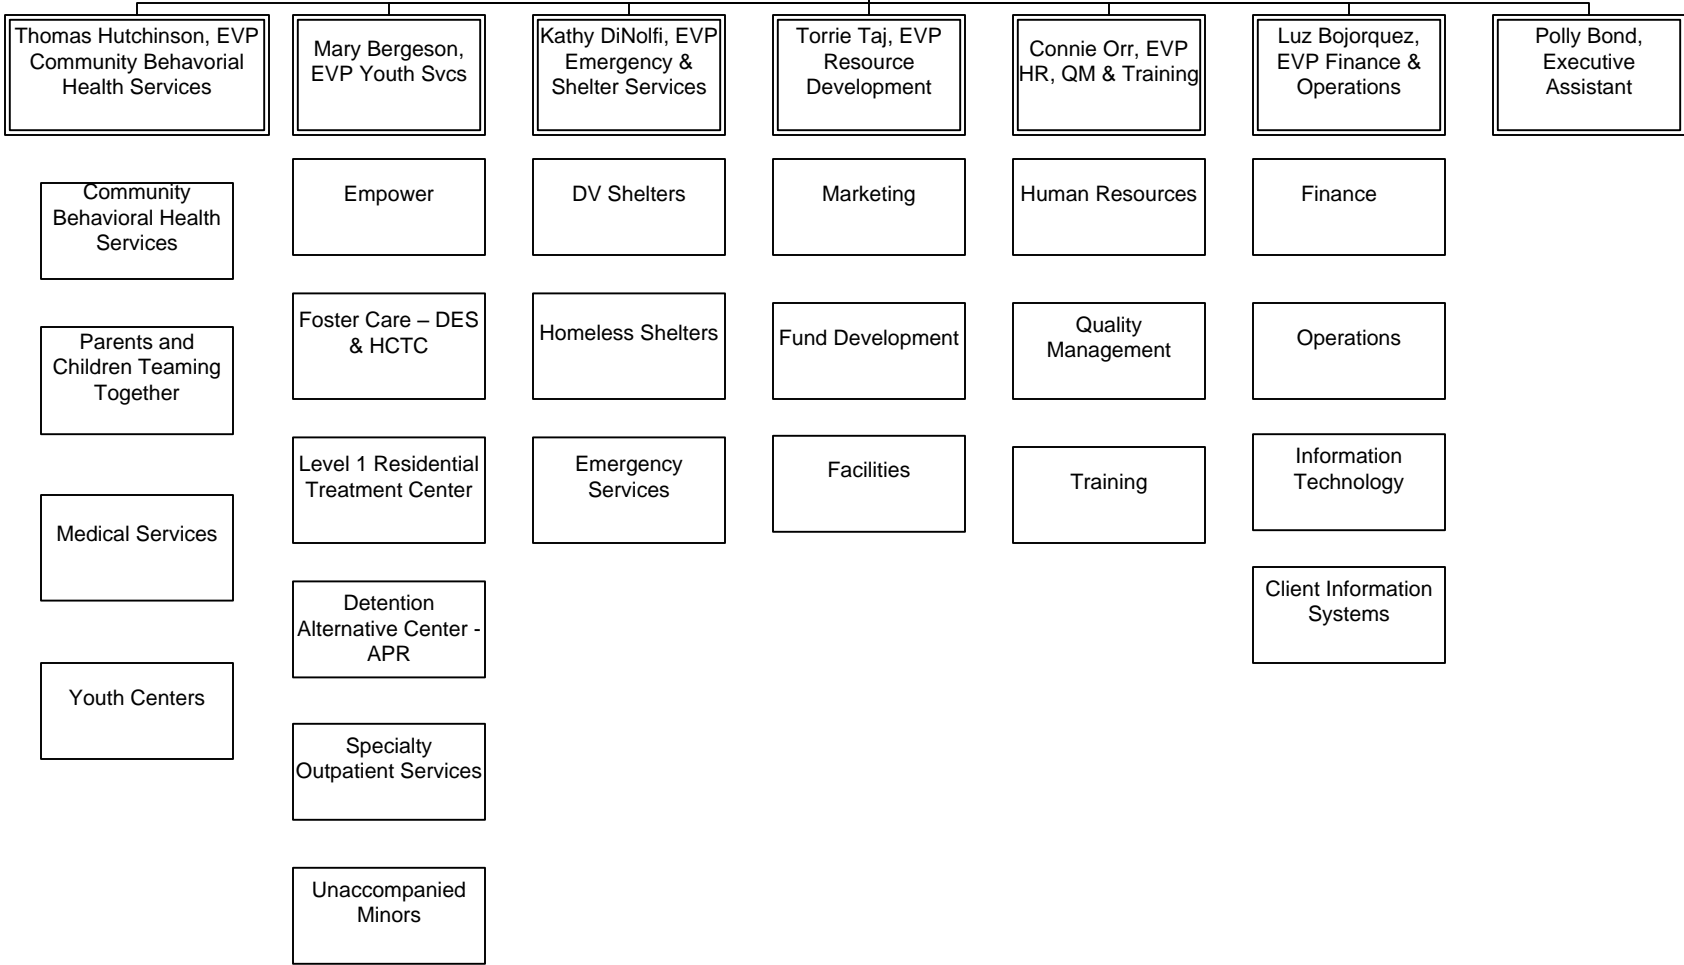 Thomas Hutchinson, EVP
Community Behavorial
Health Services
Mary Bergeson,
EVP Youth Svcs
Kathy DiNolfi, EVP
Emergency &
Shelter Services
Torrie Taj, EVP
Resource
Development
Connie Orr, EVP
HR, QM & Training
Luz Bojorquez,
EVP Finance &
Operations
Polly Bond,
Executive
Assistant
Community
Behavioral Health
Services
Parents and
Children Teaming
Together
Medical Services
Youth Centers
Empower
Foster Care – DES
& HCTC
Level 1 Residential
Treatment Center
Detention
Alternative Center -
APR
Specialty
Outpatient Services
Unaccompanied
Minors
DV Shelters
Homeless Shelters
Emergency
Services
Marketing
Fund Development
Facilities
Human Resources
Quality
Management
Training
Finance
Operations
Information
Technology
Client Information
Systems